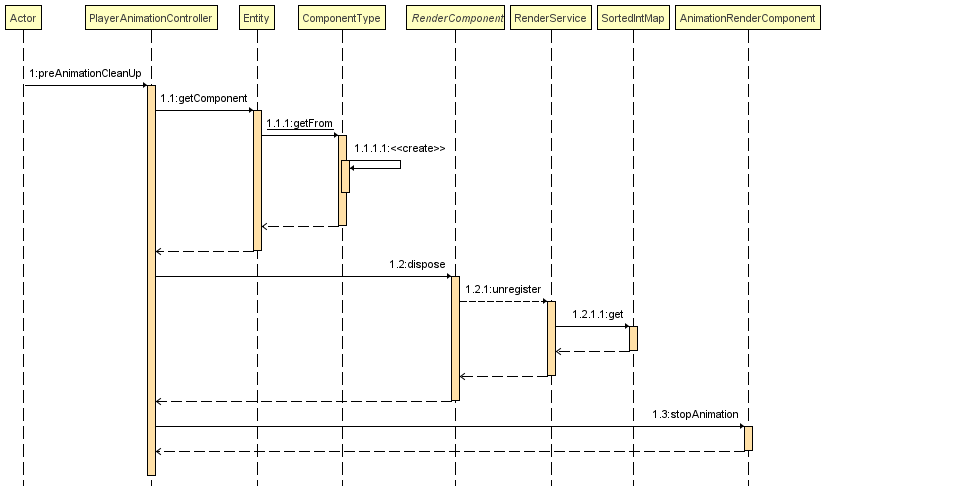 Actor
PlayerAnimationController
Entity
ComponentType
RenderComponent
RenderService
SortedIntMap
AnimationRenderComponent
1:preAnimationCleanUp
1.1:getComponent
1.1.1:getFrom
1.1.1.1:<<create>>
1.2:dispose
1.2.1:unregister
1.2.1.1:get
1.3:stopAnimation